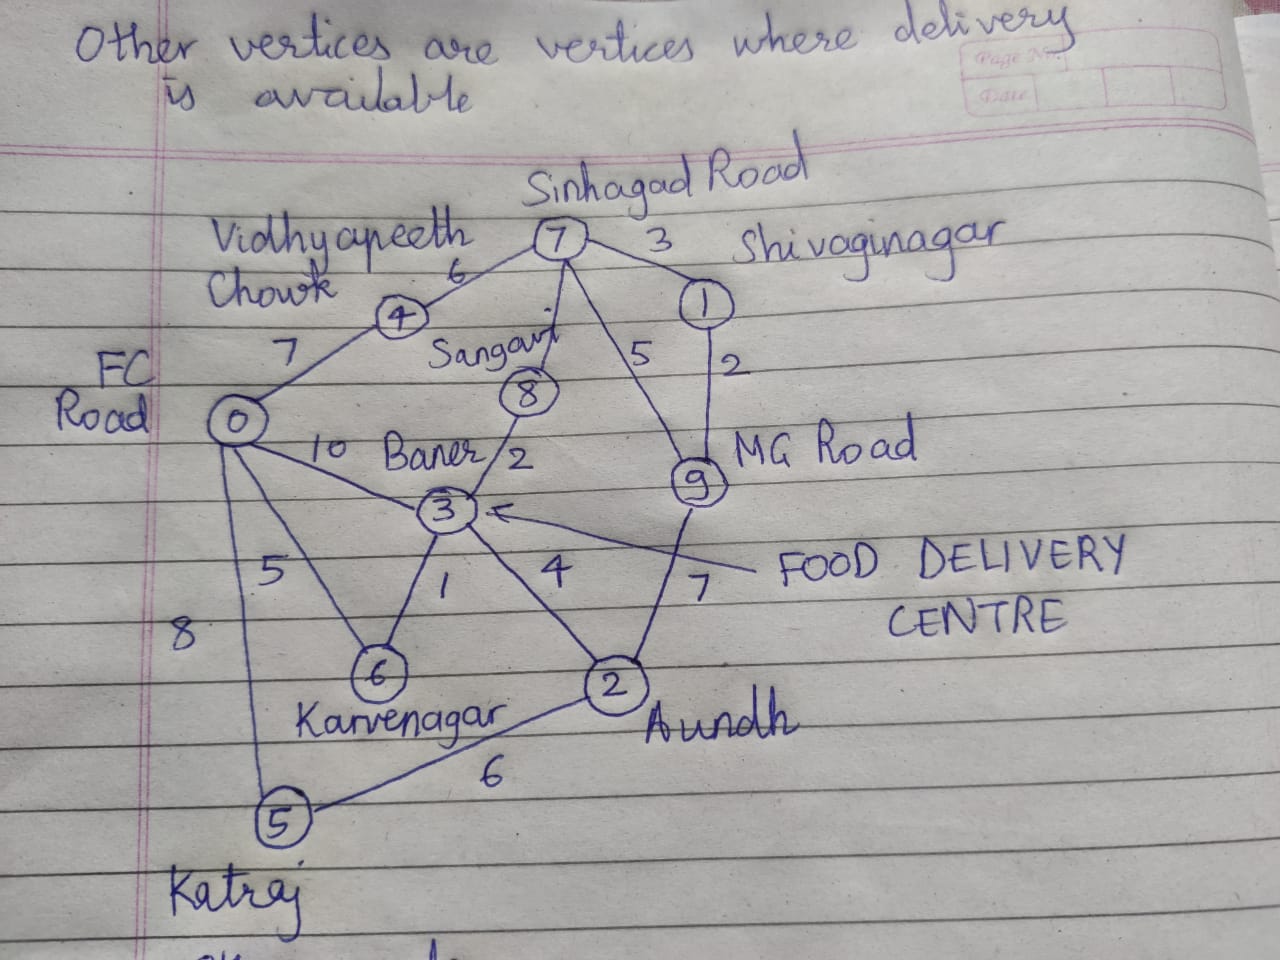 Other vertices are vertices where delivery
is available
Page No.
Date
Sinhagad Road
Vidhyapeeth
Chowk
7
3
Shivaginagar
6
4
1
7
Sangavi
5
2
FC
Road
8
0
10
Baner
2
MG Road
9
3
5
1
4
7
FOOD DELIVERY
CENTRE
8
6
2
Karvenagar
Aundh
6
5
Katraj